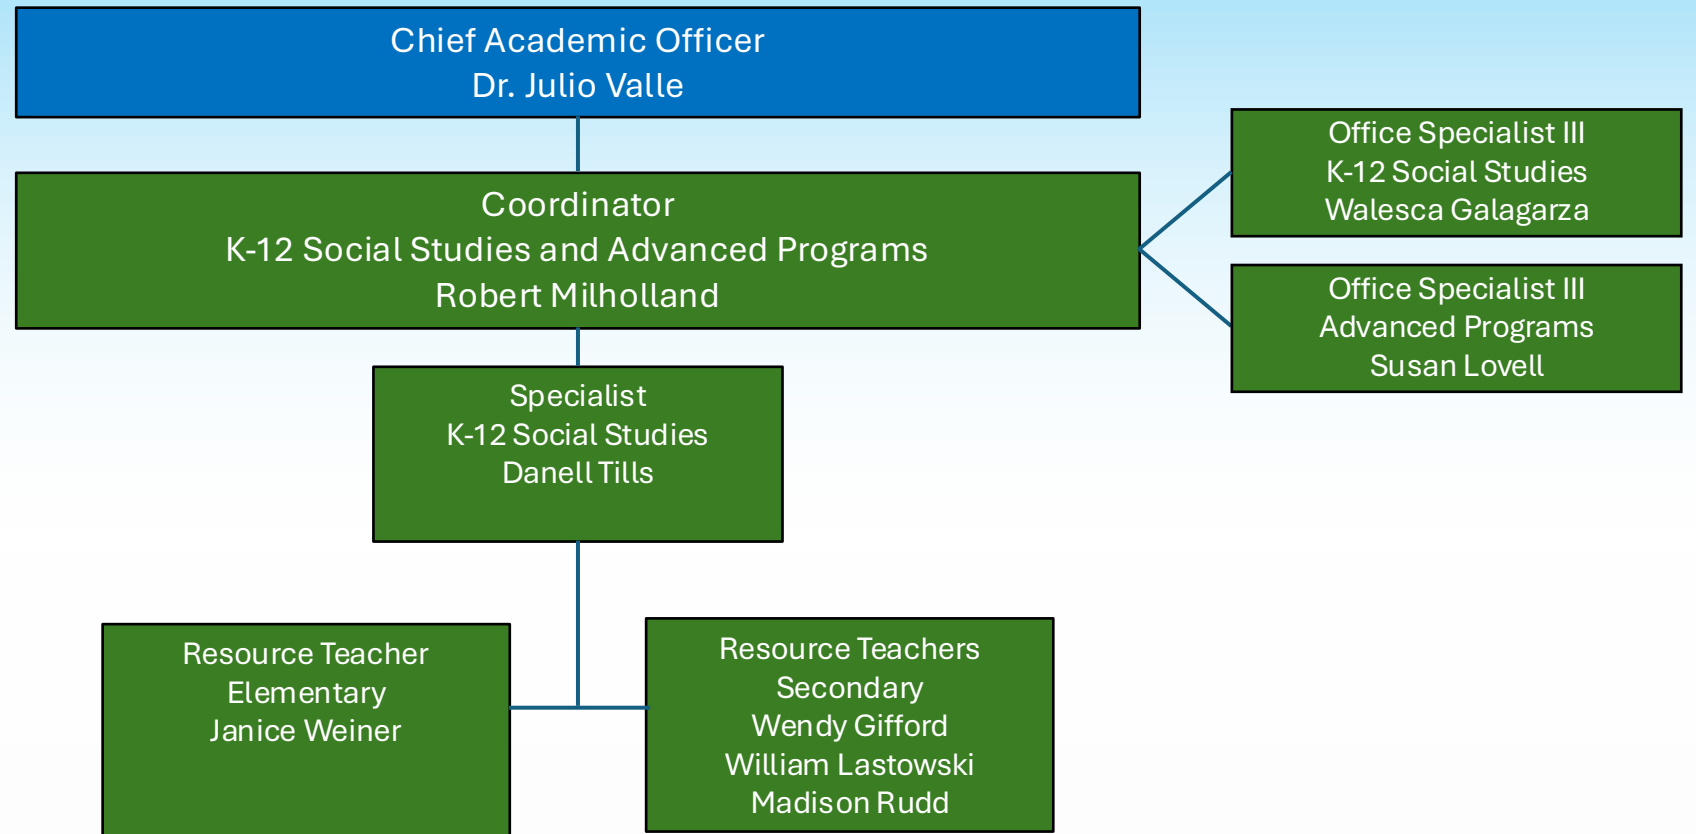 Chief Academic Officer
Dr. Julio Valle
Coordinator
K-12 Social Studies and Advanced Programs
Robert Milholland
Office Specialist III
K-12 Social Studies
Walesca Galagarza
Office Specialist III
Advanced Programs
Susan Lovell
Specialist
K-12 Social Studies
Danell Tills
Resource Teacher
Elementary
Janice Weiner
Resource Teachers
Secondary
Wendy Gifford
William Lastowski
Madison Rudd